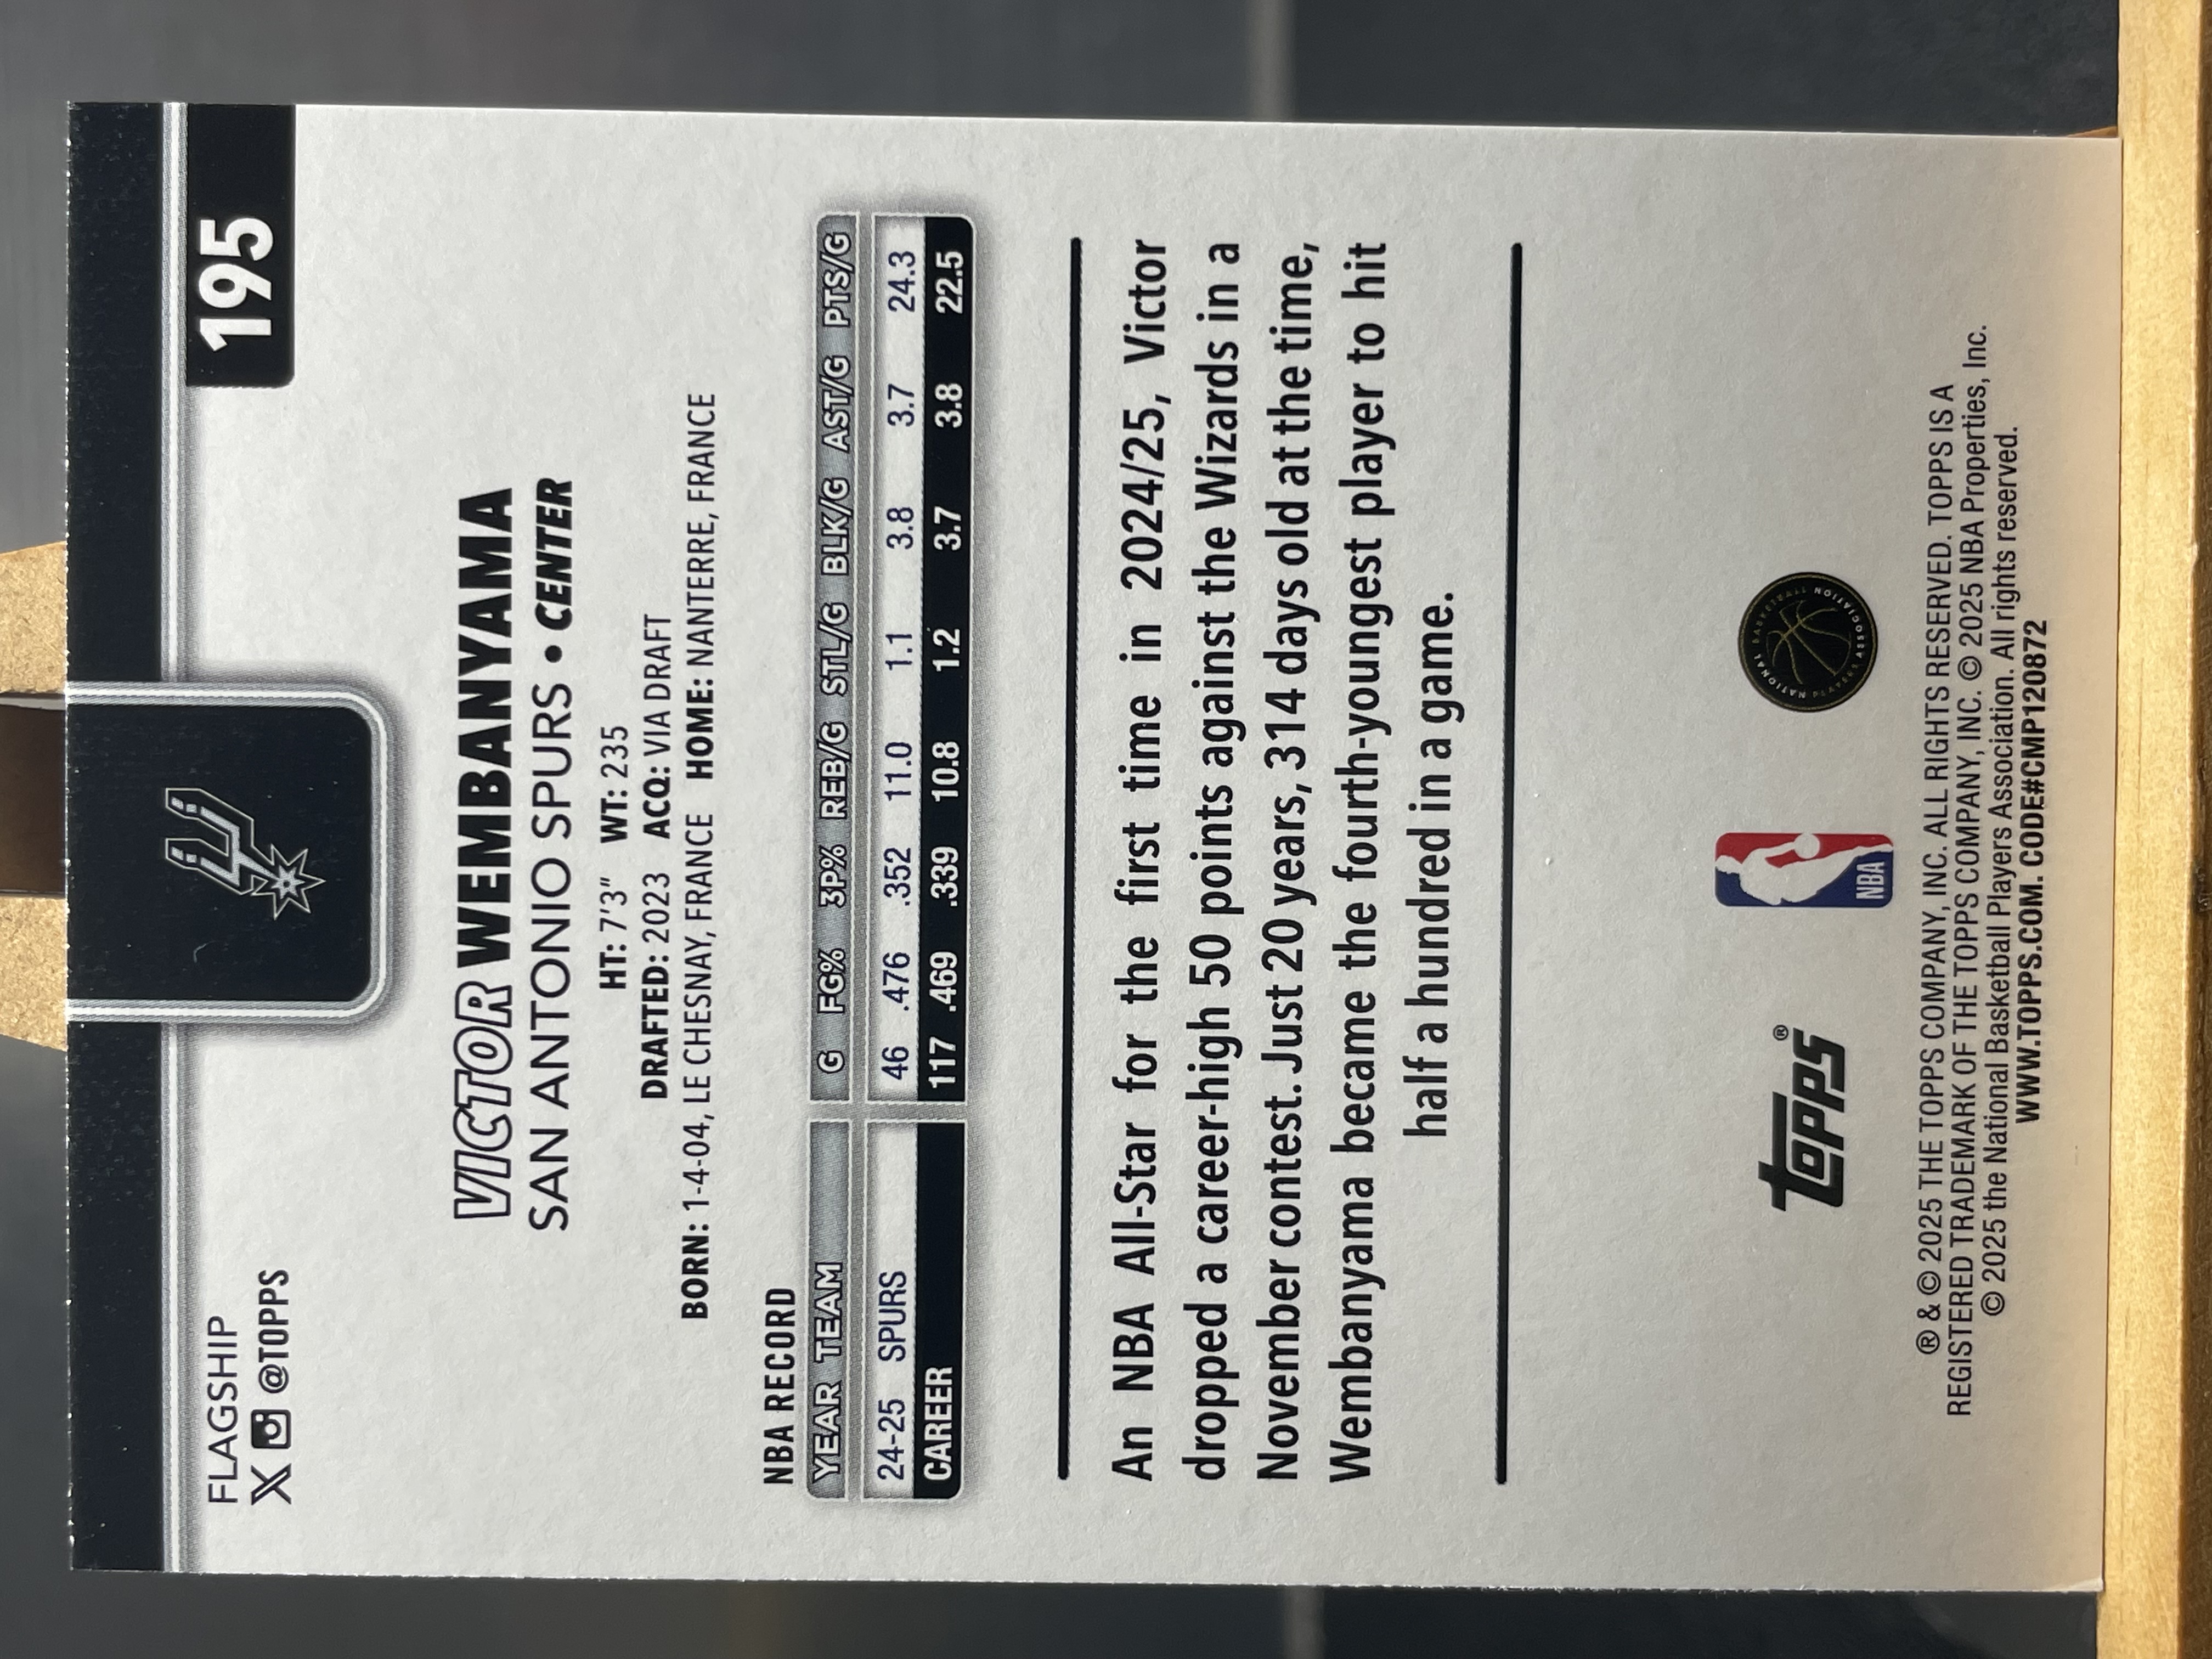 FLAGSHIP
@TOPPS
195
VICTOR WEMBANYAMA
SAN ANTONIO SPURS • CENTER
HT: 7'3" WT: 235
DRAFTED: 2023 ACQ: VIA DRAFT
BORN: 1-4-04, LE CHESNAY, FRANCE HOME: NANTERRE, FRANCE
NBA RECORD
YEAR TEAM G FG% 3P% REB/G STL/G BLK/G AST/G PTS/G
24-25 SPURS 46 .476 .352 11.0 1.1 3.8 3.7 24.3
CAREER 117 .469 .339 10.8 1.2 3.7 3.8 22.5
An NBA All-Star for the first time in 2024/25, Victor
dropped a career-high 50 points against the Wizards in a
November contest. Just 20 years, 314 days old at the time,
Wembanyama became the fourth-youngest player to hit
half a hundred in a game.
topps®
NBA
NATIONAL BASKETBALL ASSOCIATION PLAYERS
® & © 2025 THE TOPPS COMPANY, INC. ALL RIGHTS RESERVED. TOPPS IS A
REGISTERED TRADEMARK OF THE TOPPS COMPANY, INC. © 2025 NBA Properties, Inc.
© 2025 the National Basketball Players Association. All rights reserved.
WWW.TOPPS.COM. CODE#CMP120872